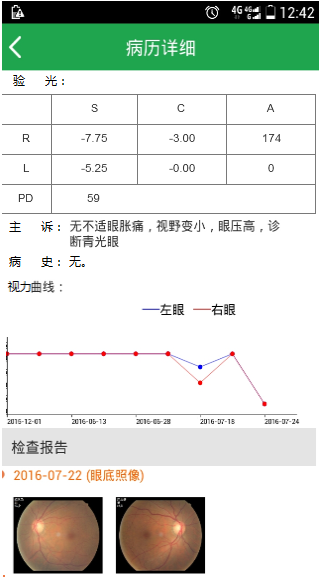 4G 4G 12:42
病历详细
验 光：
S C A
R -7.75 -3.00 174
L -5.25 -0.00 0
PD 59
主 诉：无不适眼胀痛，视野变小，眼压高，诊
断青光眼
病 史：无。
视力曲线：
左眼 右眼
2015-12-01 2016-05-13 2016-05-28 2016-07-18 2016-07-24
检查报告
2016-07-22 (眼底照像)